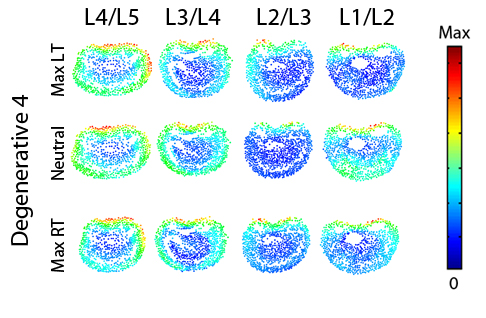 L4/L5 L3/L4 L2/L3 L1/L2
Max
Degenerative 4
Max LT
Neutral
Max RT
0